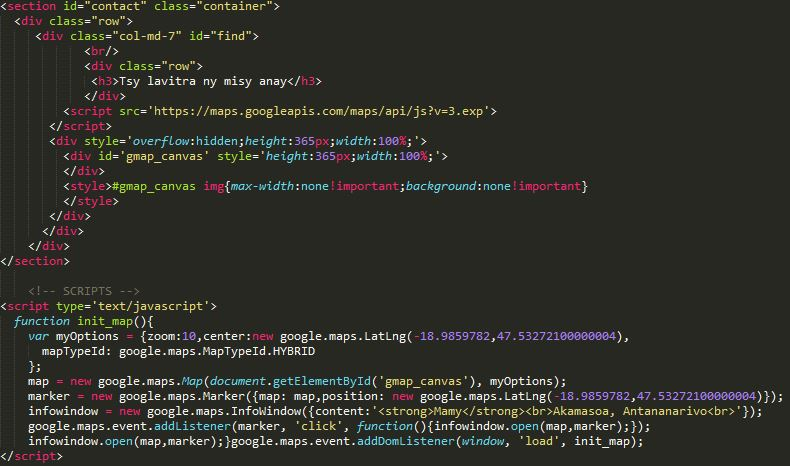 <section id="contact" class="container">
<div class="row">
<div class="col-md-7" id="find">
<br/>
<div class="row">
<h3>Tsy lavitra ny misy anay</h3>
</div>
<script src='https://maps.googleapis.com/maps/api/js?v=3.exp'>
</script>
<div style='overflow:hidden;height:365px;width:100%;'>
<div id='gmap_canvas' style='height:365px;width:100%;'>
</div>
<style>#gmap_canvas img{max-width:none!important;background:none!important}
</style>
</div>
</div>
</div>
</section>
<!-- SCRIPTS -->
<script type='text/javascript'>
function init_map(){
var myOptions = {zoom:10,center:new google.maps.LatLng(-18.9859782,47.53272100000004),
mapTypeId: google.maps.MapTypeId.HYBRID
};
map = new google.maps.Map(document.getElementById('gmap_canvas'), myOptions);
marker = new google.maps.Marker({map: map,position: new google.maps.LatLng(-18.9859782,47.53272100000004)});
infowindow = new google.maps.InfoWindow({content:'<strong>Mamy</strong><br>Akamasoa, Antananarivo<br>'});
google.maps.event.addListener(marker, 'click', function(){infowindow.open(map,marker);});
infowindow.open(map,marker);}google.maps.event.addDomListener(window, 'load', init_map);
</script>